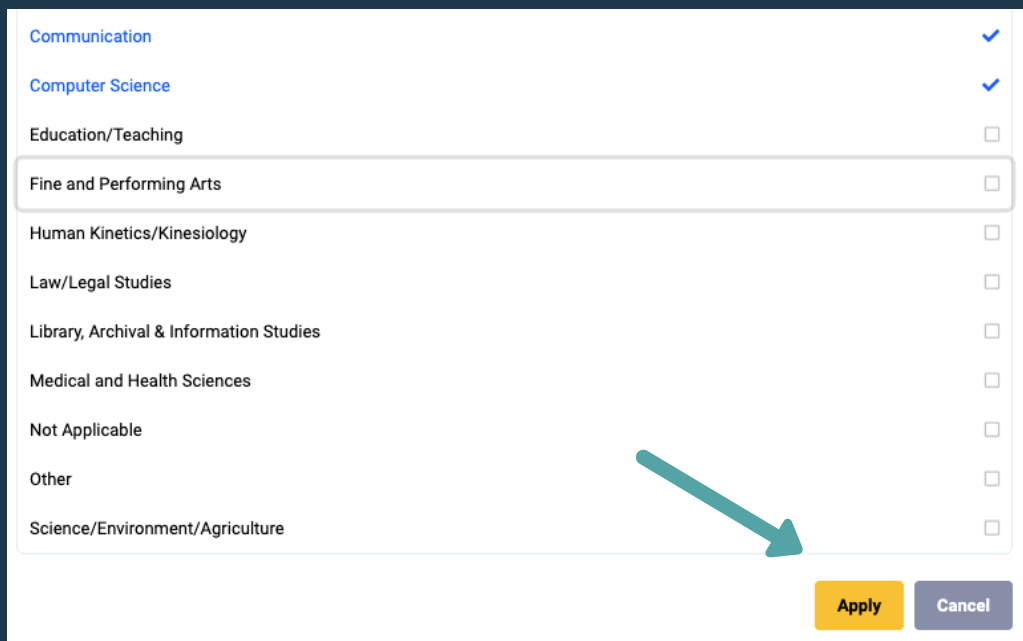 Communication
Computer Science
Education/Teaching
Fine and Performing Arts
Human Kinetics/Kinesiology
Law/Legal Studies
Library, Archival & Information Studies
Medical and Health Sciences
Not Applicable
Other
Science/Environment/Agriculture
Apply Cancel